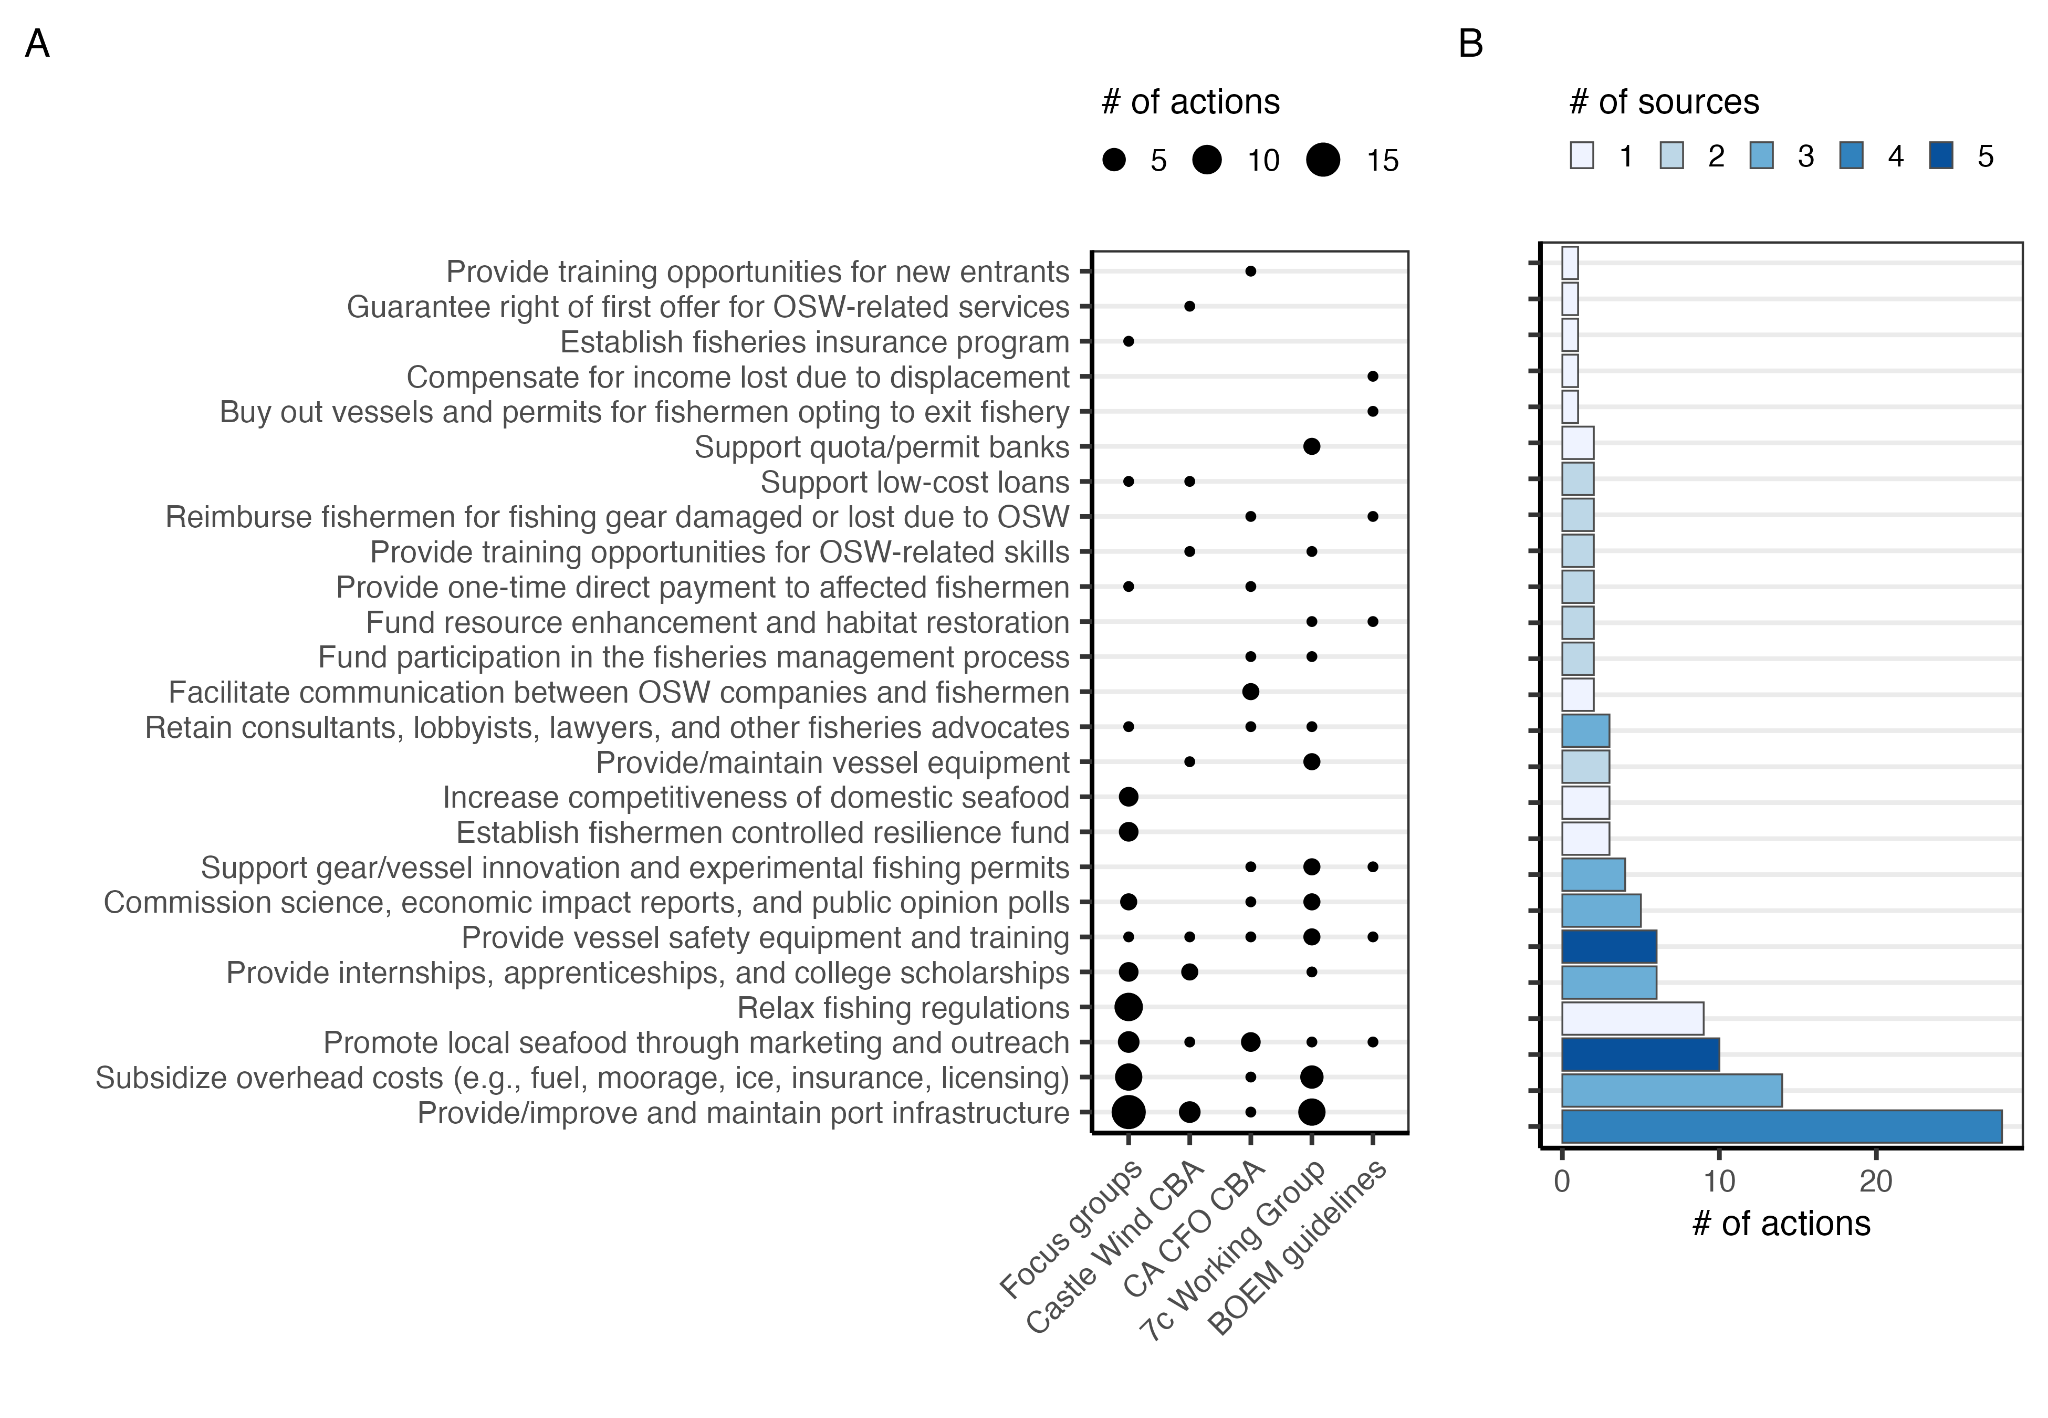 A
B
# of actions
5 10 15
# of sources
1 2 3 4 5
Provide training opportunities for new entrants
Guarantee right of first offer for OSW-related services
Establish fisheries insurance program
Compensate for income lost due to displacement
Buy out vessels and permits for fishermen opting to exit fishery
Support quota/permit banks
Support low-cost loans
Reimburse fishermen for fishing gear damaged or lost due to OSW
Provide training opportunities for OSW-related skills
Provide one-time direct payment to affected fishermen
Fund resource enhancement and habitat restoration
Fund participation in the fisheries management process
Facilitate communication between OSW companies and fishermen
Retain consultants, lobbyists, lawyers, and other fisheries advocates
Provide/maintain vessel equipment
Increase competitiveness of domestic seafood
Establish fishermen controlled resilience fund
Support gear/vessel innovation and experimental fishing permits
Commission science, economic impact reports, and public opinion polls
Provide vessel safety equipment and training
Provide internships, apprenticeships, and college scholarships
Relax fishing regulations
Promote local seafood through marketing and outreach
Subsidize overhead costs (e.g., fuel, moorage, ice, insurance, licensing)
Provide/improve and maintain port infrastructure
Focus groups
Castle Wind CBA
CA CFO CBA
7c Working Group
BOEM guidelines
0 10 20
# of actions